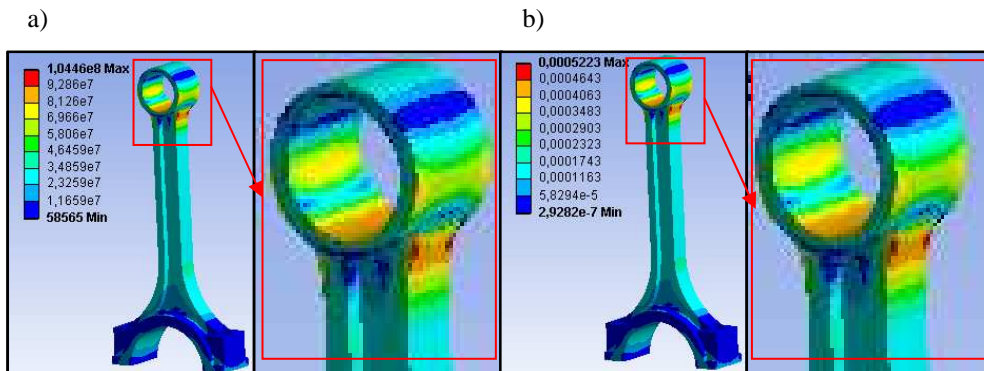 a)
b)
1,0446e8 Max
9,286e7
8,126e7
6,966e7
5,806e7
4,6459e7
3,4859e7
2,3259e7
1,1659e7
58565 Min
0,0005223 Max
0,0004643
0,0004063
0,0003483
0,0002903
0,0002323
0,0001743
0,0001163
5,8294e-5
2,9282e-7 Min